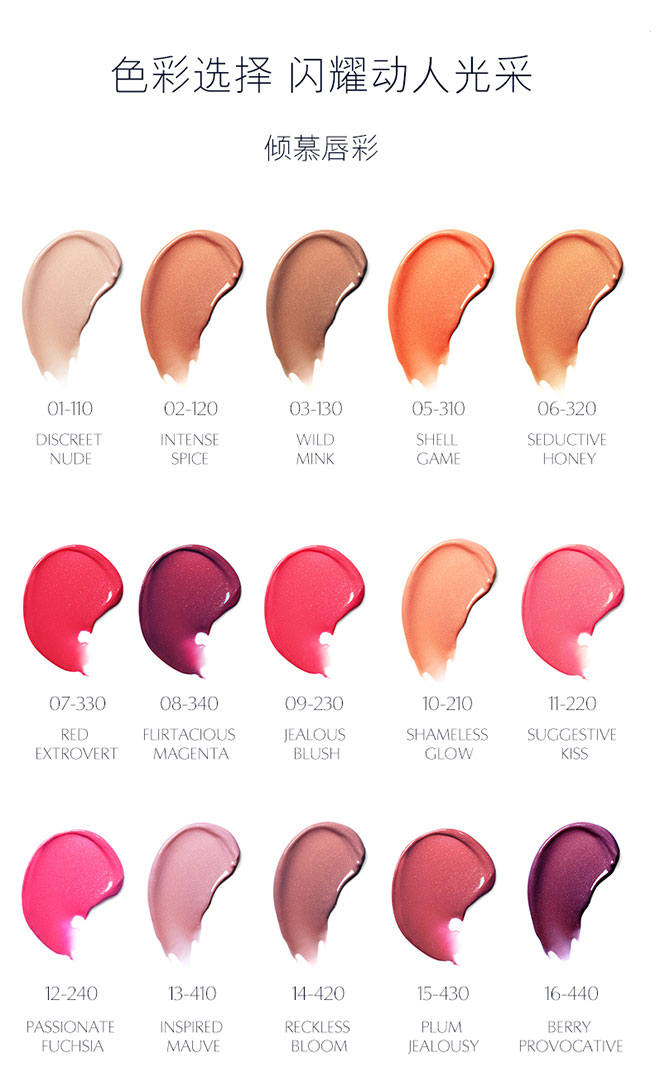 色彩选择 闪耀动人光采
倾慕唇彩
01-110
02-120
03-130
05-310
06-320
DISCREET
NUDE
INTENSE
SPICE
WILD
MINK
SHELL
GAME
SEDUCTIVE
HONEY
07-330
08-340
09-230
10-210
11-220
RED
EXTROVERT
FLIRTACIOUS
MAGENTA
JEALOUS
BLUSH
SHAMELESS
GLOW
SUGGESTIVE
KISS
12-240
13-410
14-420
15-430
16-440
PASSIONATE
FUCHSIA
INSPIRED
MAUVE
RECKLESS
BLOOM
PLUM
JEALOUSY
BERRY
PROVOCATIVE